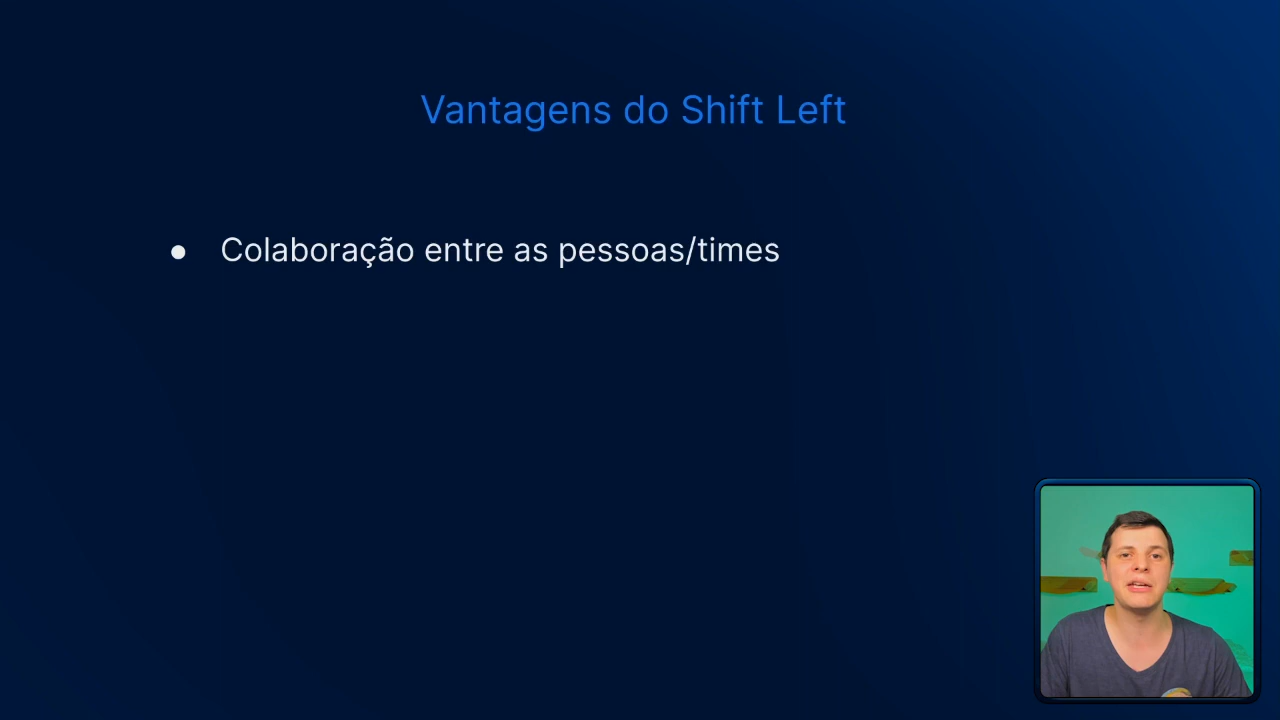 Vantagens do Shift Left
● Colaboração entre as pessoas/times